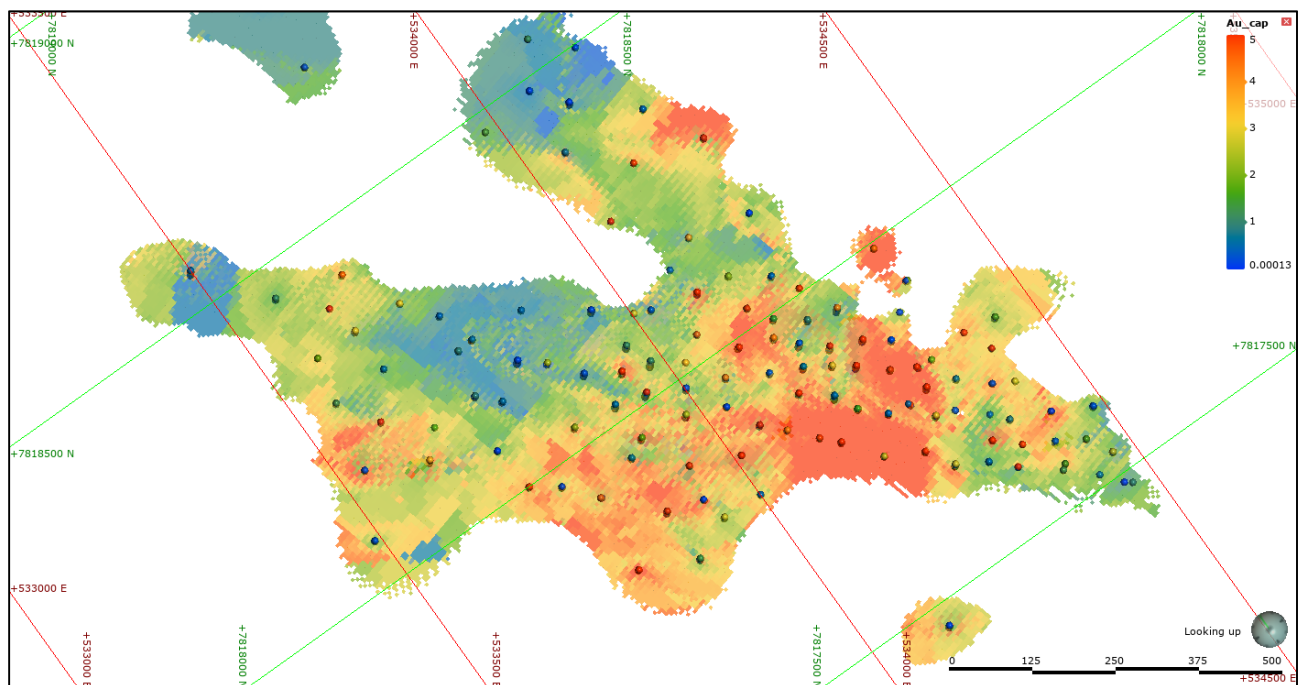 +533500 E
+7819000 N
+7819000 N
+534000 E
+7818500 N
+534500 E
+7818000 N
Au_cap
5
4
+535000 E
3
2
1
0.00013
+7817500 N
+7818500 N
+533000 E
+533000 E
+7818000 N
+533500 E
+7817500 N
+534000 E
Looking up
0
125
250
375
500
+534500 E